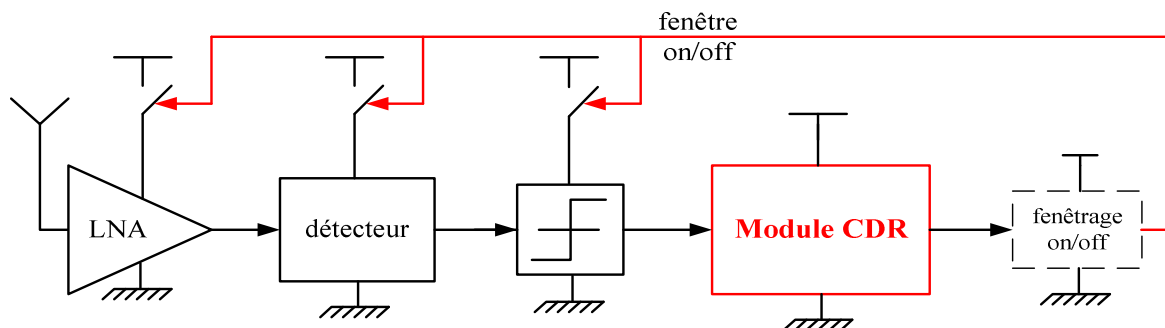 fenêtre
on/off
LNA
détecteur
Module CDR
fenêtrage
on/off